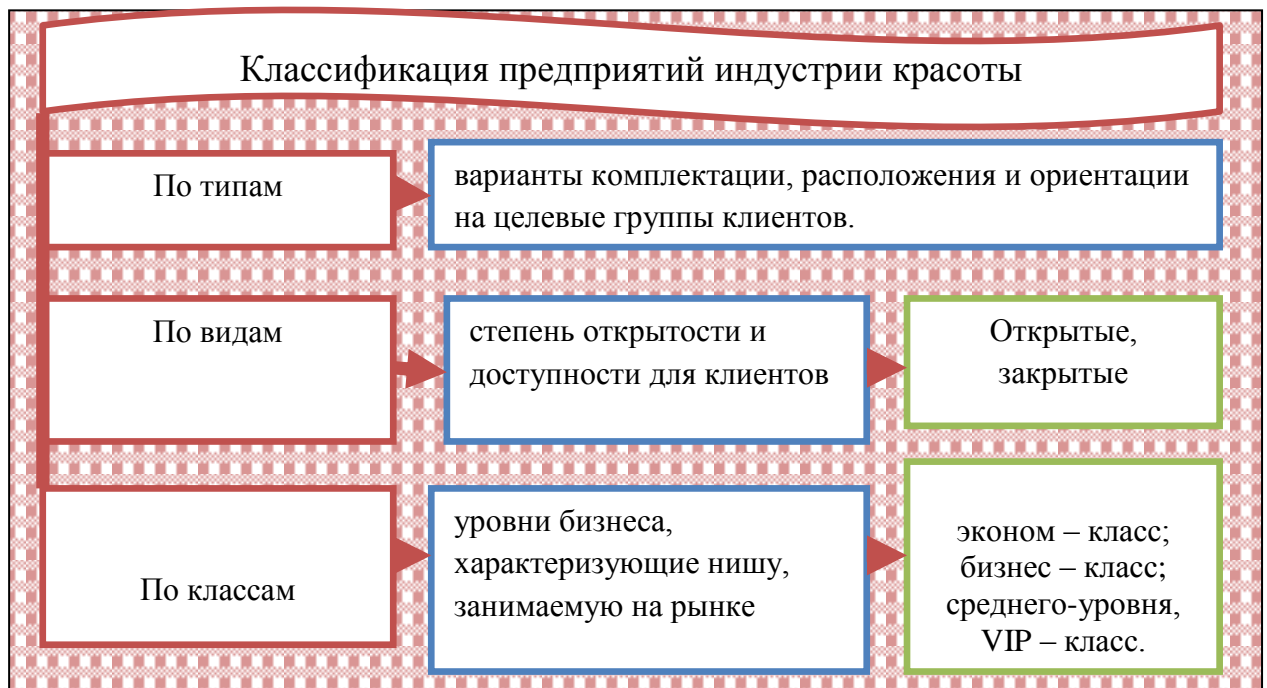 Классификация предприятий индустрии красоты
По типам
варианты комплектации, расположения и ориентации
на целевые группы клиентов.
По видам
степень открытости и
доступности для клиентов
Открытые,
закрытые
По классам
уровни бизнеса,
характеризующие нишу,
занимаемую на рынке
эконом – класс;
бизнес – класс;
среднего-уровня,
VIP – класс.